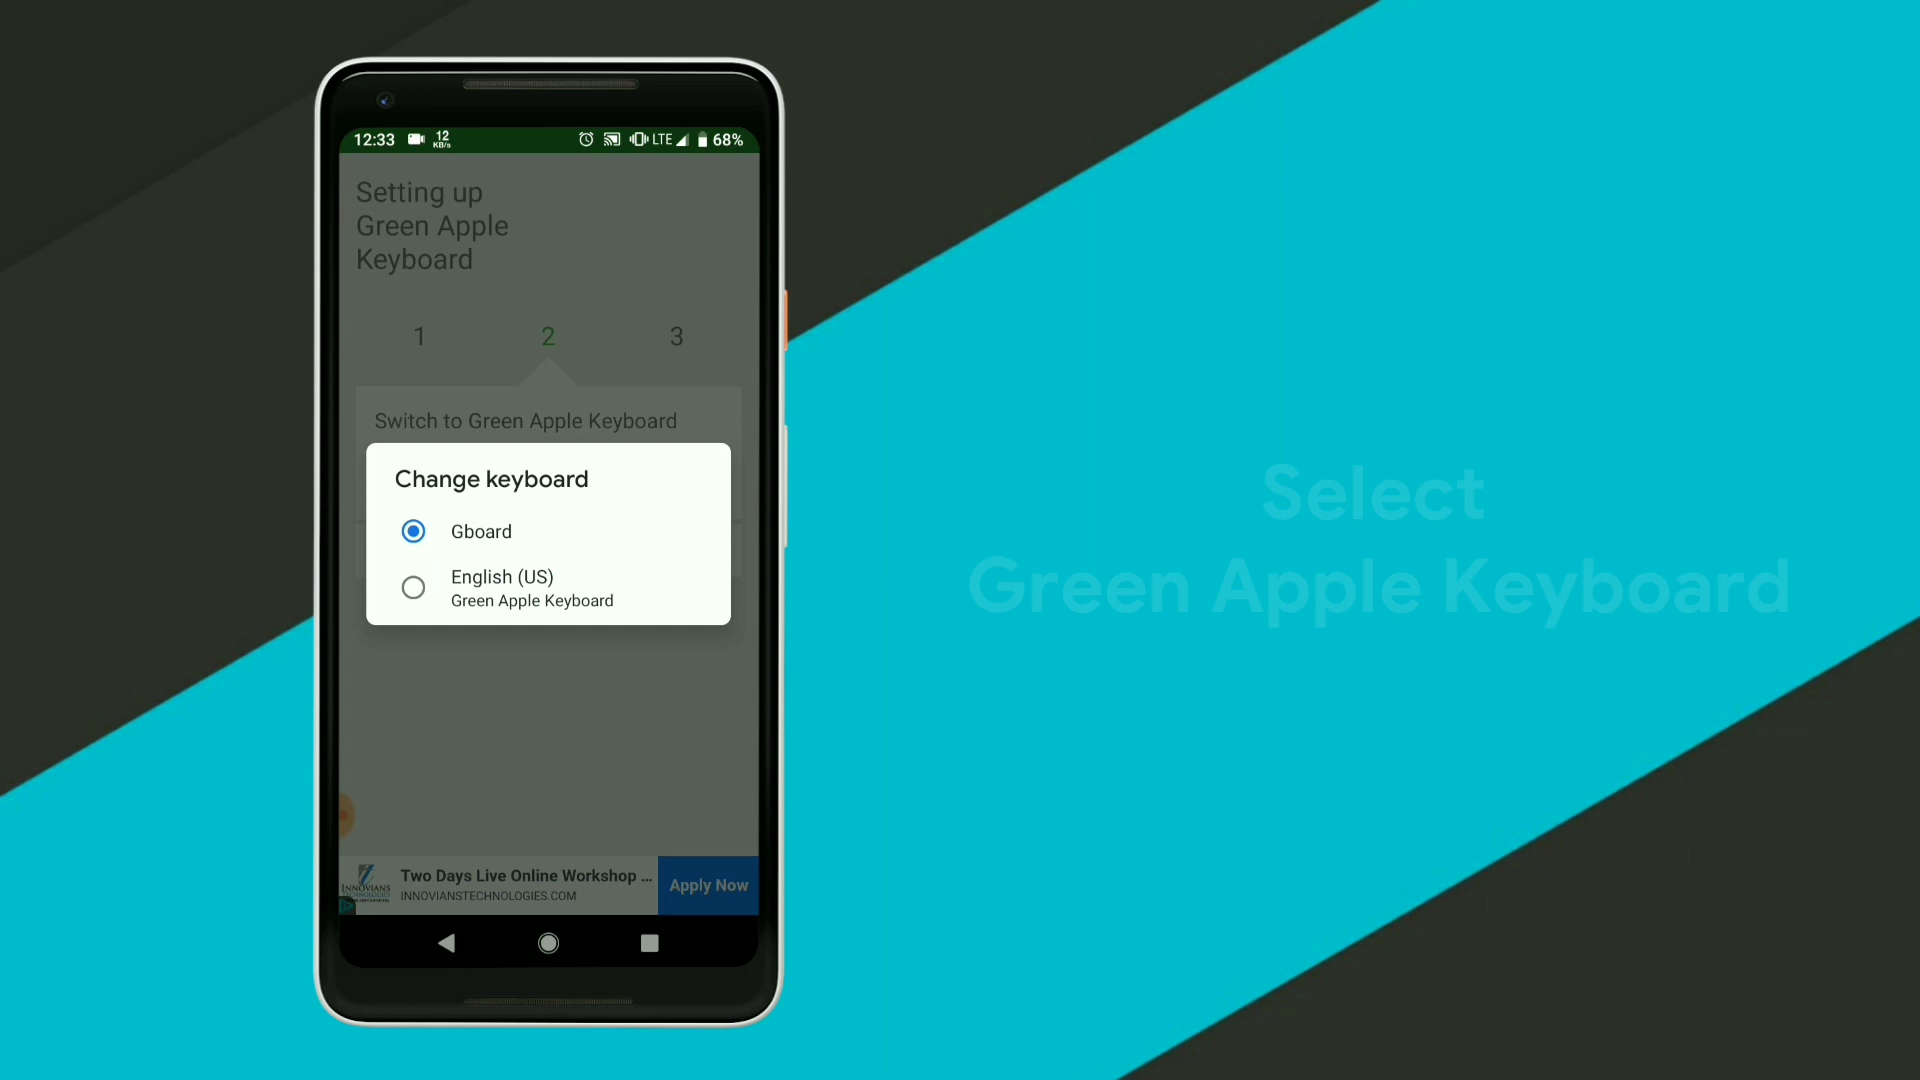 12:33 12 KB/s LTE 68%
Setting up
Green Apple
Keyboard
1 2 3
Switch to Green Apple Keyboard
Change keyboard
Gboard
English (US)
Green Apple Keyboard
Two Days Live Online Workshop ...
INNOVIANSTECHNOLOGIES.COM
INNOVIANS
TECHNOLOGIES
Apply Now
Select
Green Apple Keyboard